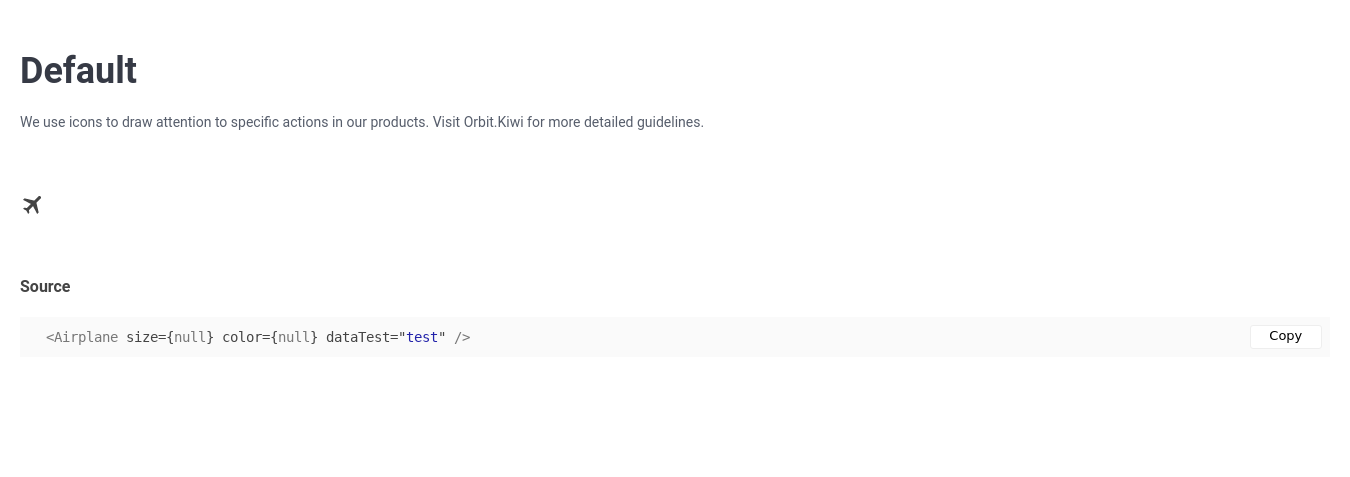 Default
We use icons to draw attention to specific actions in our products. Visit Orbit.Kiwi for more detailed guidelines.
Source
<Airplane size={null} color={null} dataTest="test" />
Copy